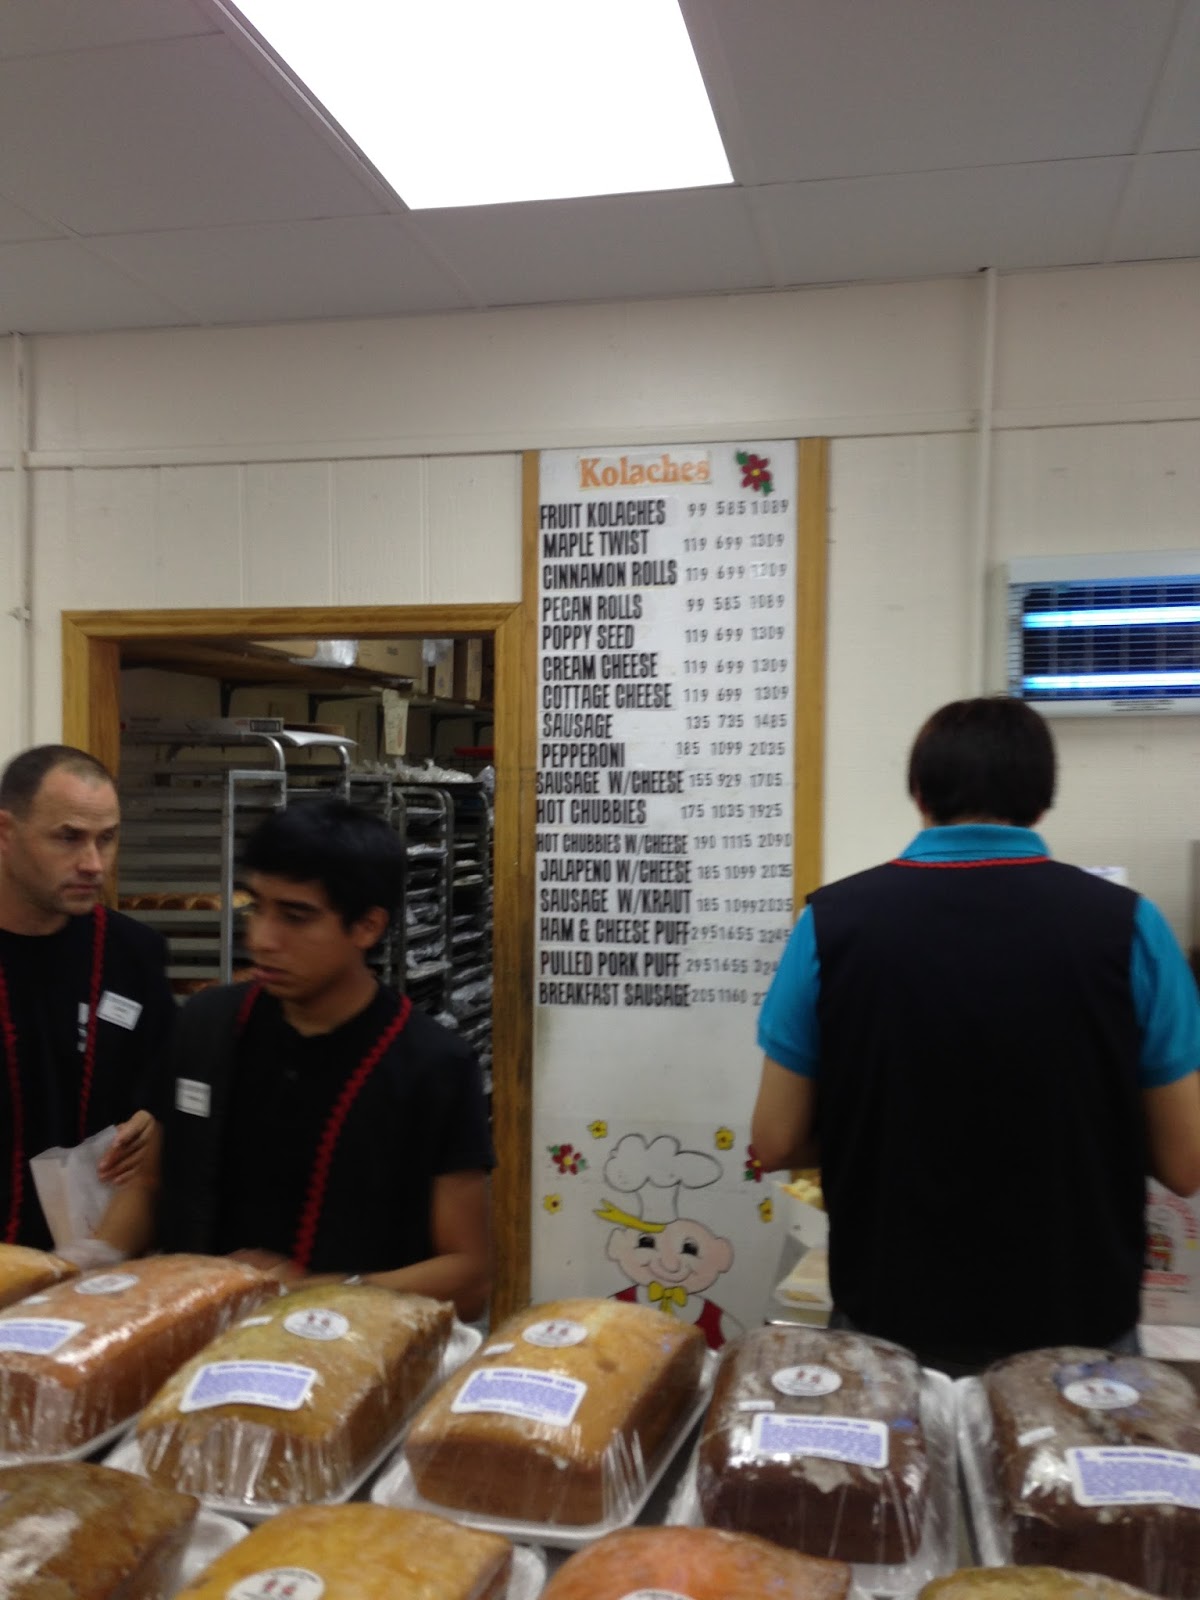 Kolaches
FRUIT KOLACHES 99 585 1089
MAPLE TWIST 119 699 1309
CINNAMON ROLLS 119 699 1309
PECAN ROLLS 99 585 1089
POPPY SEED 119 699 1309
CREAM CHEESE 119 699 1309
COTTAGE CHEESE 119 699 1309
SAUSAGE 135 735 1485
PEPPERONI 185 1099 2035
SAUSAGE W/CHEESE 155 929 1705
HOT CHUBBIES 175 1035 1925
HOT CHUBBIES W/CHEESE 190 1115 2090
JALAPENO W/CHEESE 185 1099 2035
SAUSAGE W/KRAUT 185 1099 2035
HAM & CHEESE PUFF 295 1655 3245
PULLED PORK PUFF 295 1655
BREAKFAST SAUSAGE 205 1160